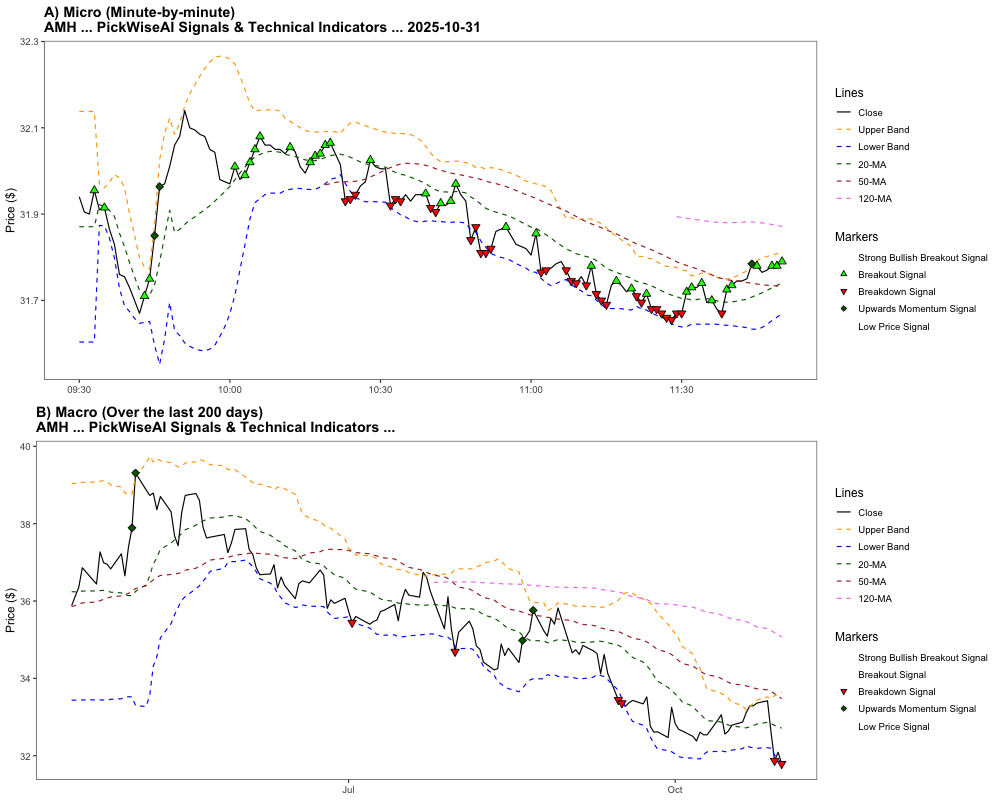 A) Micro (Minute-by-minute)
AMH ... PickWiseAI Signals & Technical Indicators ... 2025-10-31
32.3
32.1
31.9
31.7
Price ($)
09:30
10:00
10:30
11:00
11:30
Lines
Close
Upper Band
Lower Band
20-MA
50-MA
120-MA
Markers
Strong Bullish Breakout Signal
Breakout Signal
Breakdown Signal
Upwards Momentum Signal
Low Price Signal
B) Macro (Over the last 200 days)
AMH ... PickWiseAI Signals & Technical Indicators ...
40
38
36
34
32
Price ($)
Jul
Oct
Lines
Close
Upper Band
Lower Band
20-MA
50-MA
120-MA
Markers
Strong Bullish Breakout Signal
Breakout Signal
Breakdown Signal
Upwards Momentum Signal
Low Price Signal